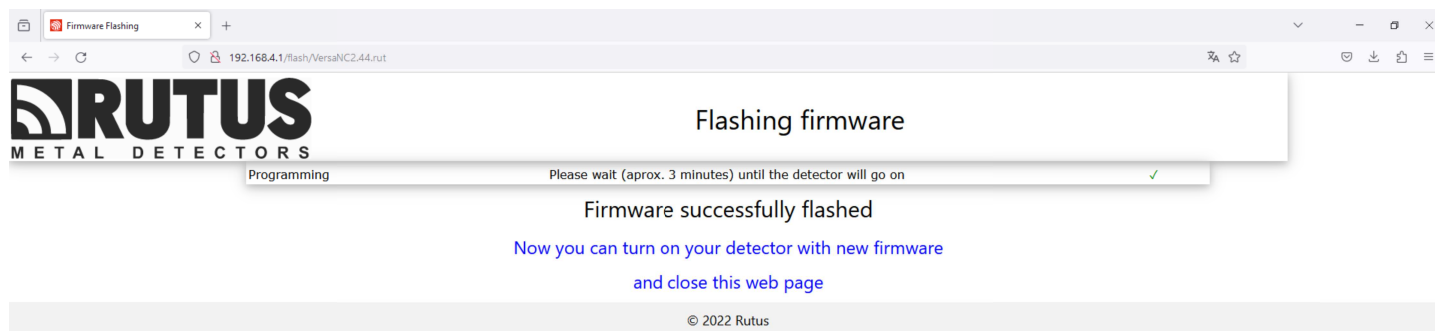 Firmware Flashing
192.168.4.1/flash/VersaNC2.44.rut
RUTUS
METAL DETECTORS
Flashing firmware
Programming Please wait (aprox. 3 minutes) until the detector will go on ✓
Firmware successfully flashed
Now you can turn on your detector with new firmware
and close this web page
© 2022 Rutus